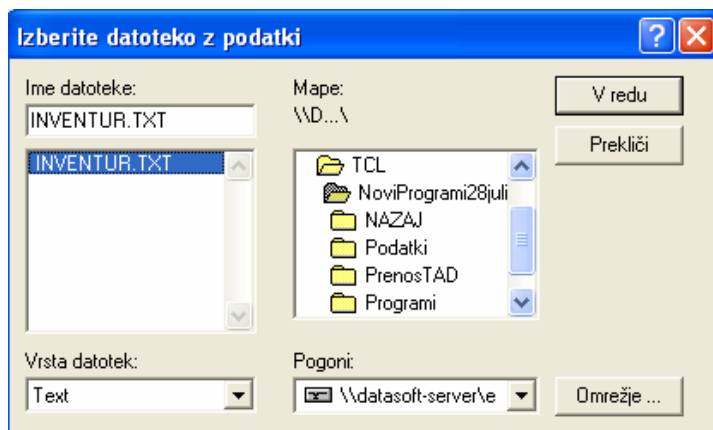 Izberite datoteko z podatki
Ime datoteke:
INVENTUR.TXT
INVENTUR.TXT
Mape:
\\D...\
TCL
NoviProgrami28juli
NAZAJ
Podatki
PrenosTAD
Programi
V redu
Prekliči
Vrsta datotek:
Text
Pogoni:
\\datasoft-server\e
Omrežje ...